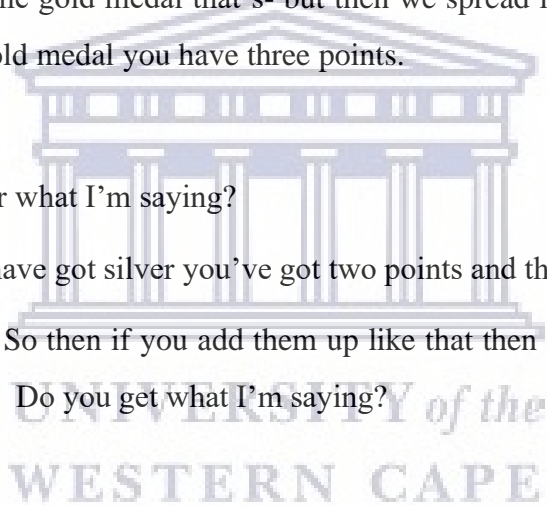 ne gold medal that s- but then we spread
old medal you have three points.
r what I'm saying?
have got silver you've got two points and th
So then if you add them up like that then
Do you get what I'm saying?
UNIVERSITY of the
WESTERN CAPE